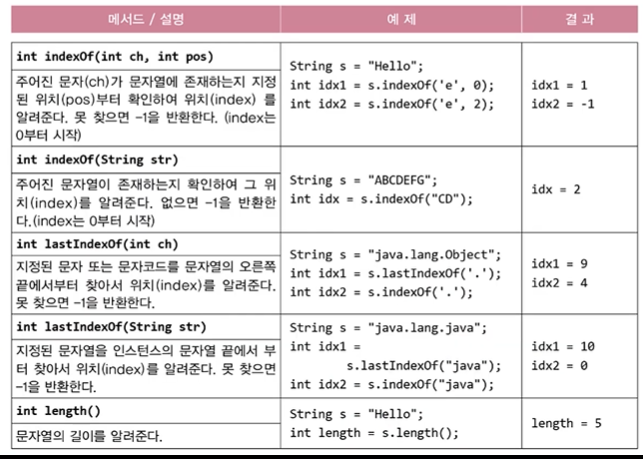 메서드 / 설명
예 제
결 과
int indexOf(int ch, int pos)
주어진 문자(ch)가 문자열에 존재하는지 지정
된 위치(pos)부터 확인하여 위치(index) 를
알려준다. 못 찾으면 -1을 반환한다. (index는
0부터 시작)
String s = "Hello";
int idx1 = s.indexOf('e', 0);
int idx2 = s.indexOf('e', 2);
idx1 = 1
idx2 = -1
int indexOf(String str)
주어진 문자열이 존재하는지 확인하여 그 위
치(index)를 알려준다. 없으면 -1을 반환한
다.(index는 0부터 시작)
String s = "ABCDEFG";
int idx = s.indexOf("CD");
idx = 2
int lastIndexOf(int ch)
지정된 문자 또는 문자코드를 문자열의 오른쪽
끝에서부터 찾아서 위치(index)를 알려준다.
못 찾으면 -1을 반환한다.
String s = "java.lang.Object";
int idx1 = s.lastIndexOf('.');
int idx2 = s.indexOf('.');
idx1 = 9
idx2 = 4
int lastIndexOf(String str)
지정된 문자열을 인스턴스의 문자열 끝에서 부
터 찾아서 위치(index)를 알려준다. 못 찾으면
-1을 반환한다.
String s = "java.lang.java";
int idx1 =
s.lastIndexOf("java");
int idx2 = s.indexOf("java");
idx1 = 10
idx2 = 0
int length()
문자열의 길이를 알려준다.
String s = "Hello";
int length = s.length();
length = 5